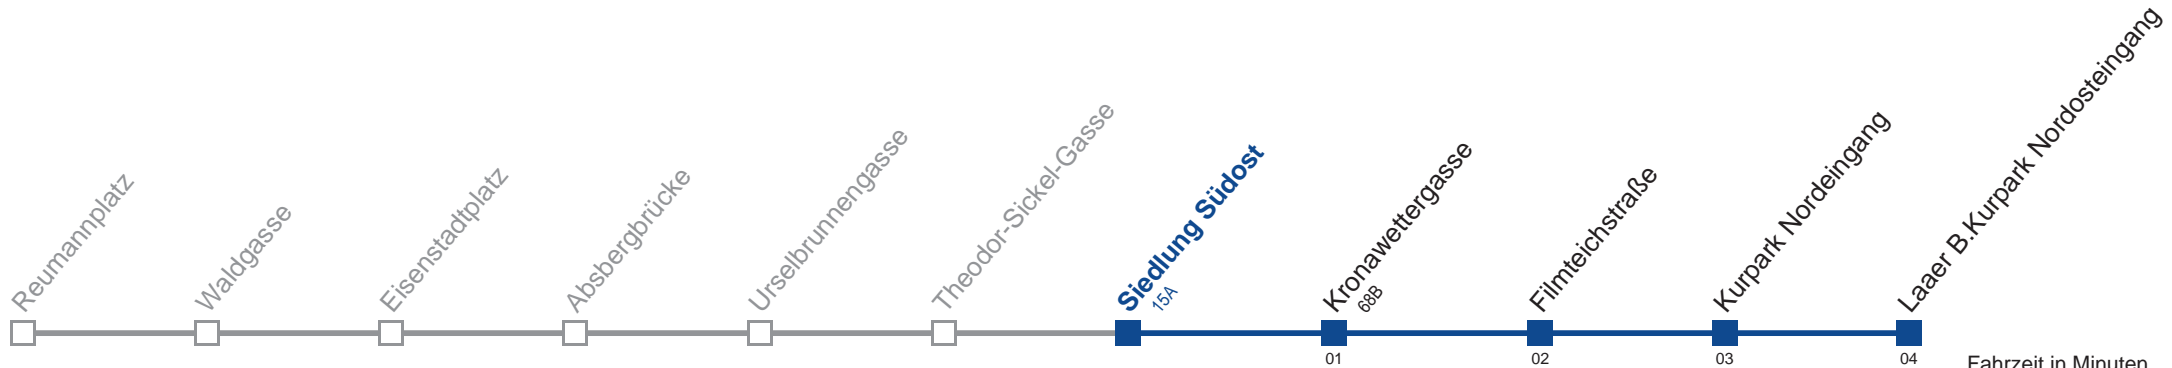 Reumannplatz
Waldgasse
Eisenstadtplatz
Absbergbrücke
Urselbrunnengasse
Theodor-Sickel-Gasse
Siedlung Südost
15A
Kronawettergasse
68B
Filmteichstraße
Kurpark Nordeingang
Laaer B.Kurpark Nordosteingang
01
02
03
04
Fahrzeit in Minuten